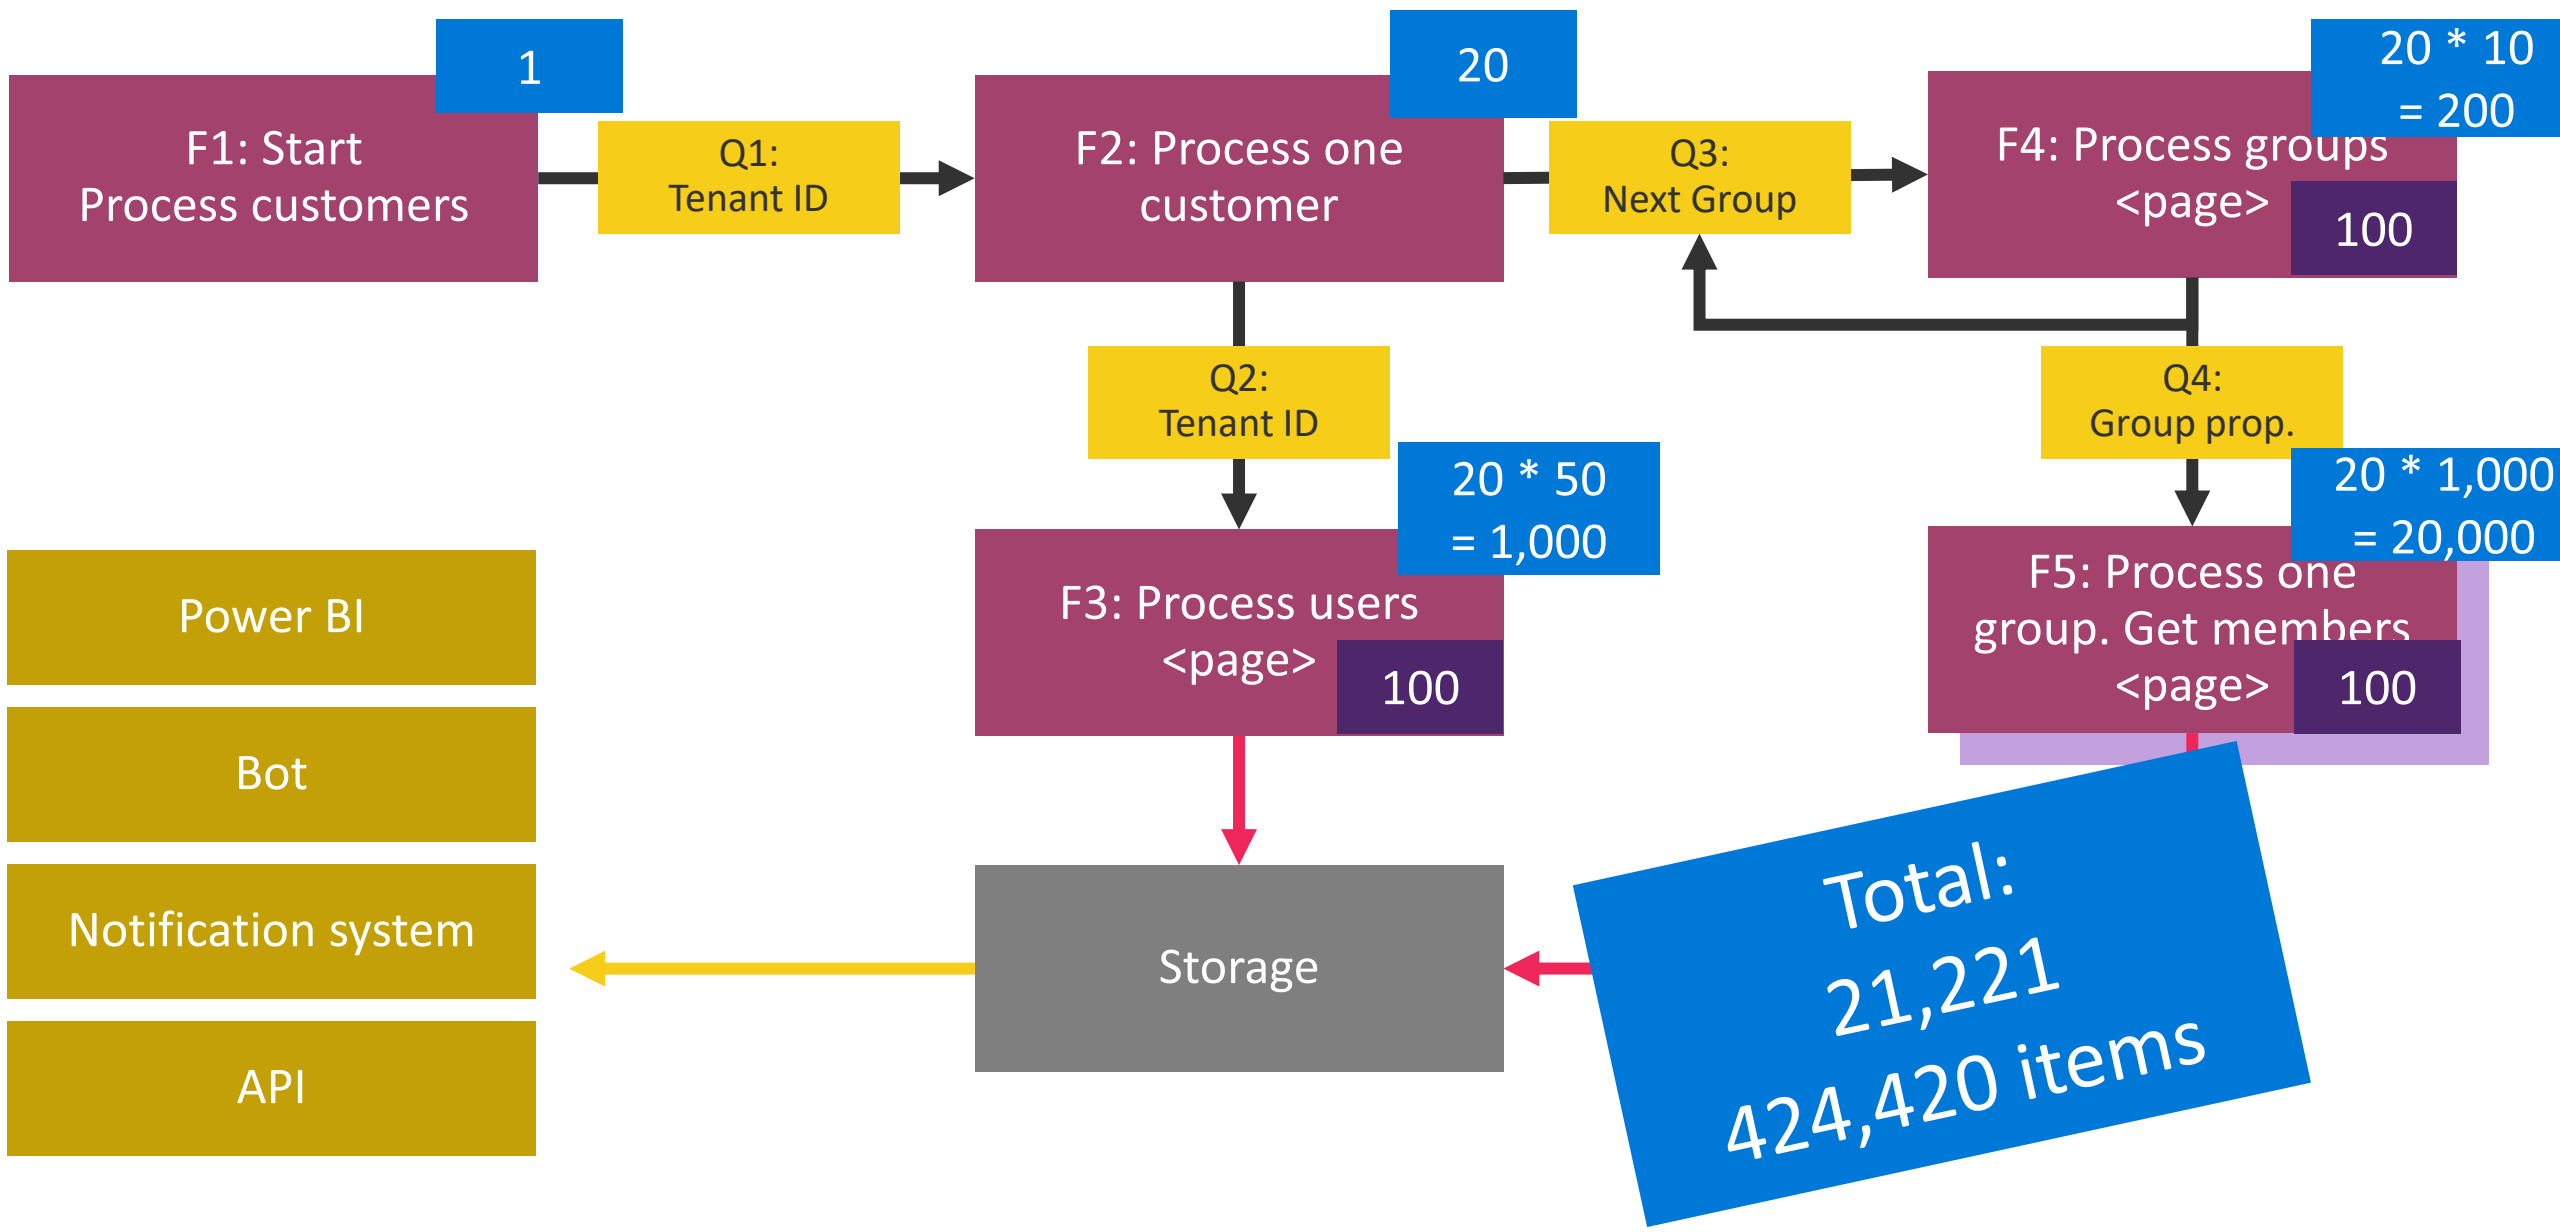 1
F1: Start
Process customers
Q1:
Tenant ID
20
F2: Process one
customer
Q3:
Next Group
20 * 10
= 200
F4: Process groups
<page>
100
Q2:
Tenant ID
Q4:
Group prop.
20 * 50
= 1,000
F3: Process users
<page>
100
20 * 1,000
= 20,000
F5: Process one
group. Get members
<page>
100
Power BI
Bot
Notification system
API
Storage
Total:
21,221
424,420 items